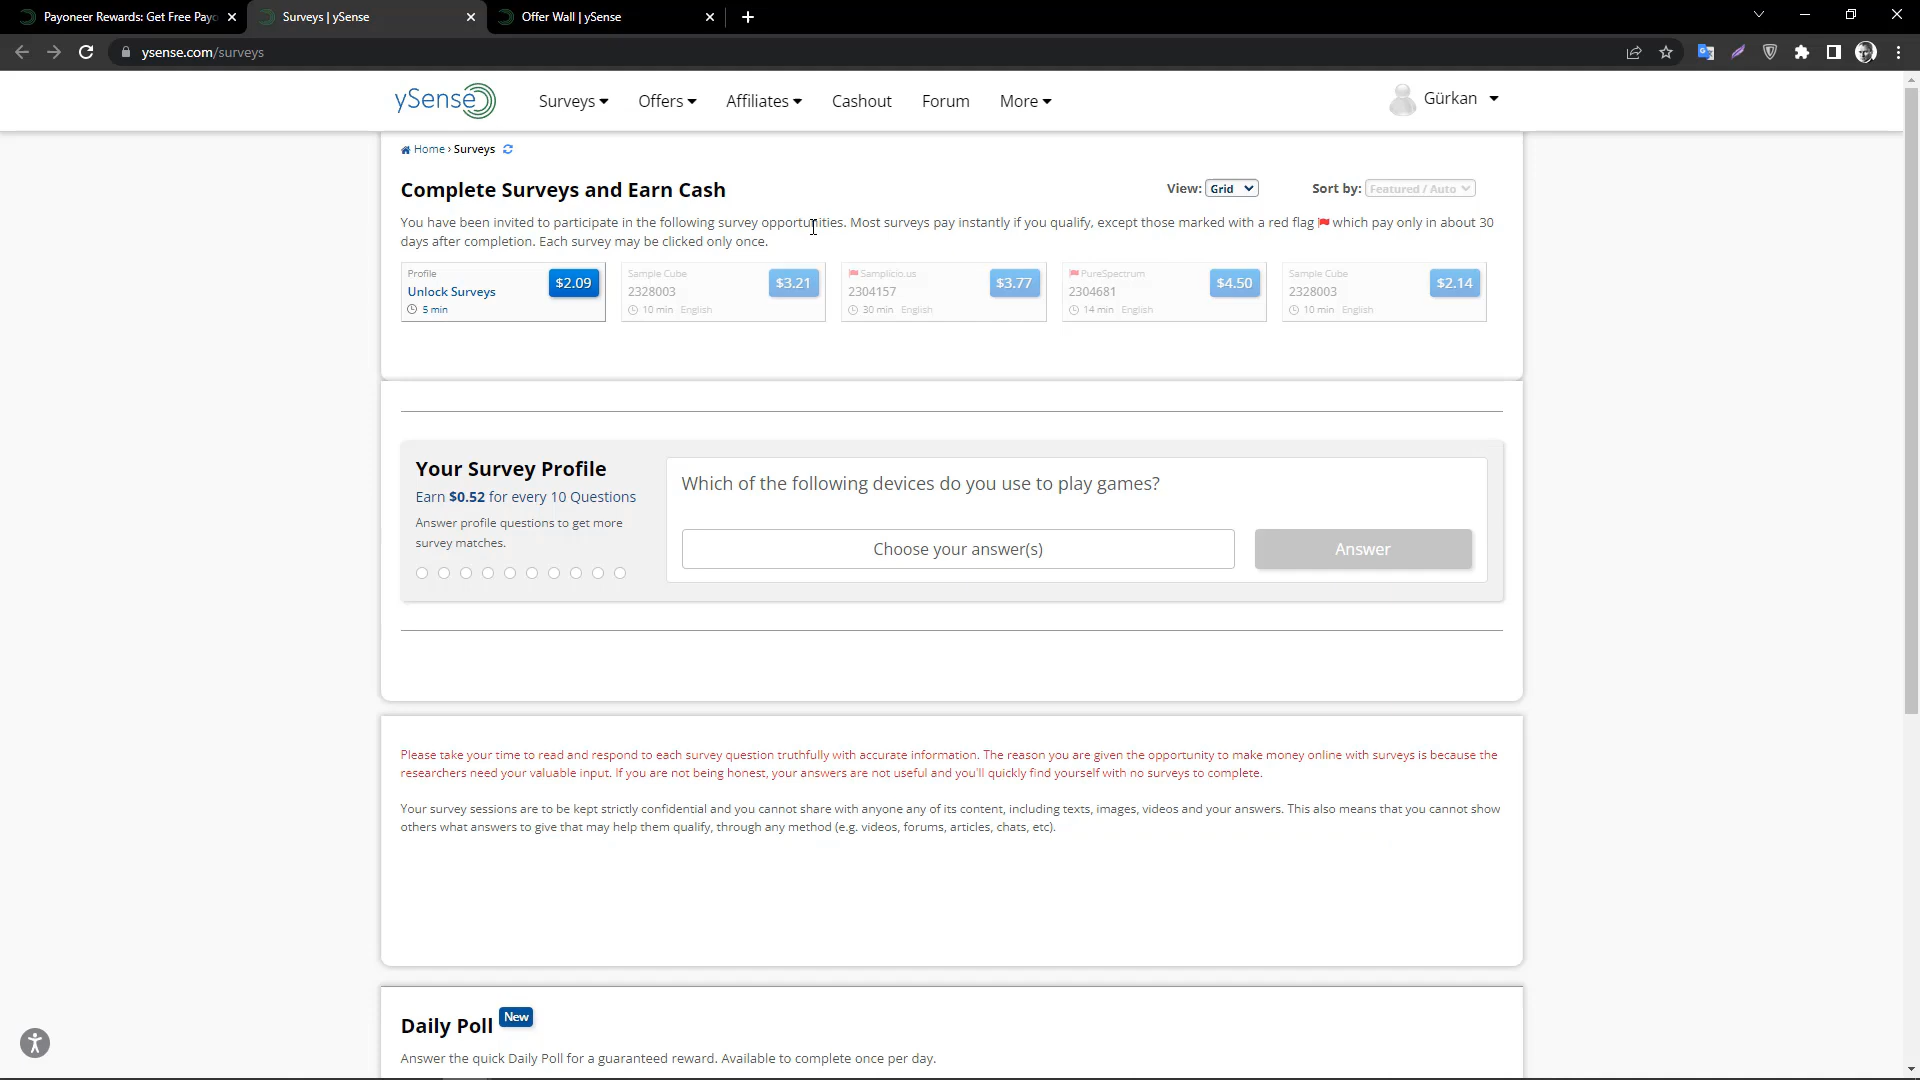 Payoneer Rewards: Get Free Payo
Surveys | ySense
Offer Wall | ySense
ysense.com/surveys
ySense
Surveys
Offers
Affiliates
Cashout
Forum
More
Gürkan
Home › Surveys
Complete Surveys and Earn Cash
View: Grid
Sort by: Featured / Auto
You have been invited to participate in the following survey opportunities. Most surveys pay instantly if you qualify, except those marked with a red flag which pay only in about 30
days after completion. Each survey may be clicked only once.
Profile
Unlock Surveys
5 min
$2.09
Sample Cube
2328003
10 min English
$3.21
Samplicio.us
2304157
30 min English
$3.77
PureSpectrum
2304681
14 min English
$4.50
Sample Cube
2328003
10 min English
$2.14
Your Survey Profile
Earn $0.52 for every 10 Questions
Answer profile questions to get more
survey matches.
Which of the following devices do you use to play games?
Choose your answer(s)
Answer
Please take your time to read and respond to each survey question truthfully with accurate information. The reason you are given the opportunity to make money online with surveys is because the
researchers need your valuable input. If you are not being honest, your answers are not useful and you'll quickly find yourself with no surveys to complete.
Your survey sessions are to be kept strictly confidential and you cannot share with anyone any of its content, including texts, images, videos and your answers. This also means that you cannot show
others what answers to give that may help them qualify, through any method (e.g. videos, forums, articles, chats, etc).
Daily Poll New
Answer the quick Daily Poll for a guaranteed reward. Available to complete once per day.